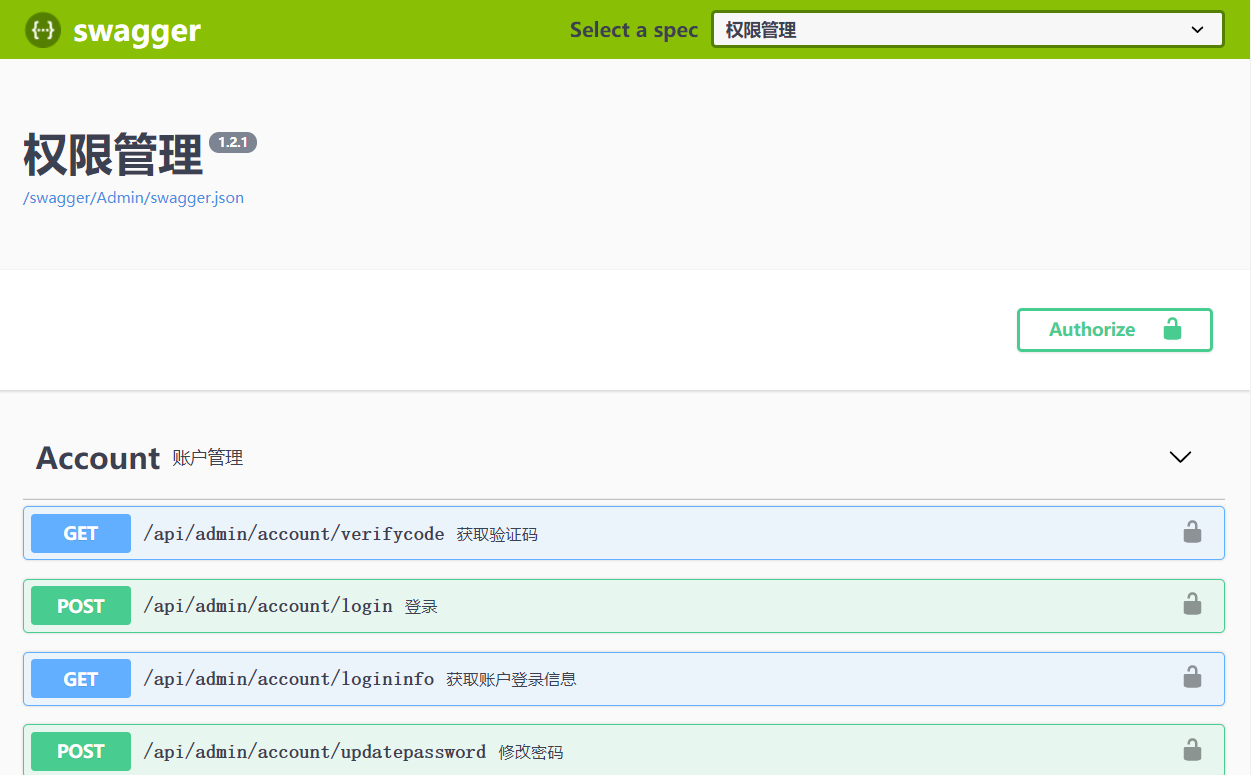 {··} swagger Select a spec 权限管理
权限管理 1.2.1
/swagger/Admin/swagger.json
Authorize
Account 账户管理
GET /api/admin/account/verifycode 获取验证码
POST /api/admin/account/login 登录
GET /api/admin/account/logininfo 获取账户登录信息
POST /api/admin/account/updatepassword 修改密码